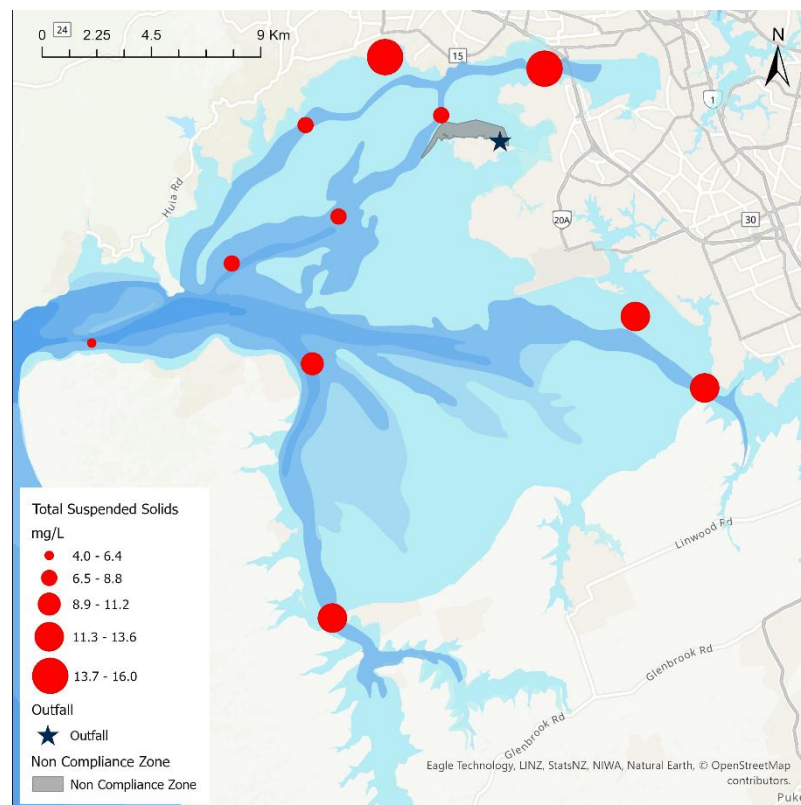 0 2.25 4.5 9 Km
24
15
N
1
Huia Rd
20A
30
Linwood Rd
Glenbrook Rd
Glenbrook Rd
Total Suspended Solids
mg/L
4.0 - 6.4
6.5 - 8.8
8.9 - 11.2
11.3 - 13.6
13.7 - 16.0
Outfall
Outfall
Non Compliance Zone
Non Compliance Zone
Eagle Technology, LINZ, StatsNZ, NIWA, Natural Earth, © OpenStreetMap
contributors.
Puke